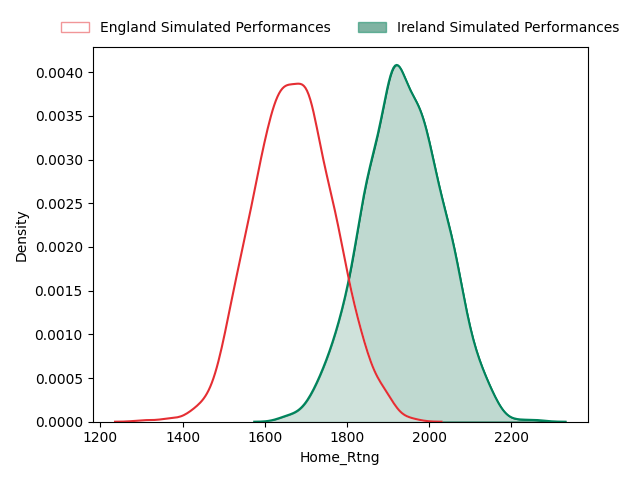 England Simulated Performances
Ireland Simulated Performances
0.0040
0.0035
0.0030
0.0025
0.0020
0.0015
0.0010
0.0005
0.0000
Density
1200 1400 1600 1800 2000 2200
Home_Rtng